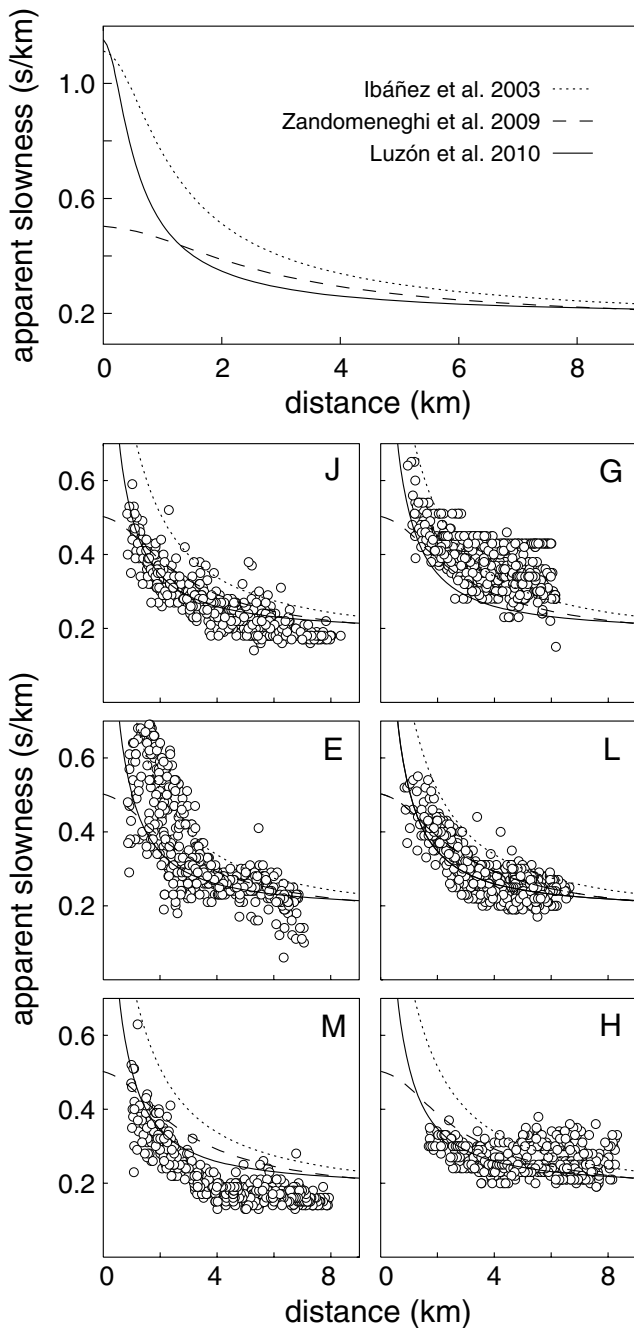 apparent slowness (s/km)
1.0
0.6
0.2
Ibáñez et al. 2003
Zandomeneghi et al. 2009
Luzón et al. 2010
0 2 4 6 8
distance (km)
apparent slowness (s/km)
0.6
0.4
0.2
J
G
0.6
0.4
0.2
E
L
0.6
0.4
0.2
M
H
0 4 8
0 4 8
distance (km)